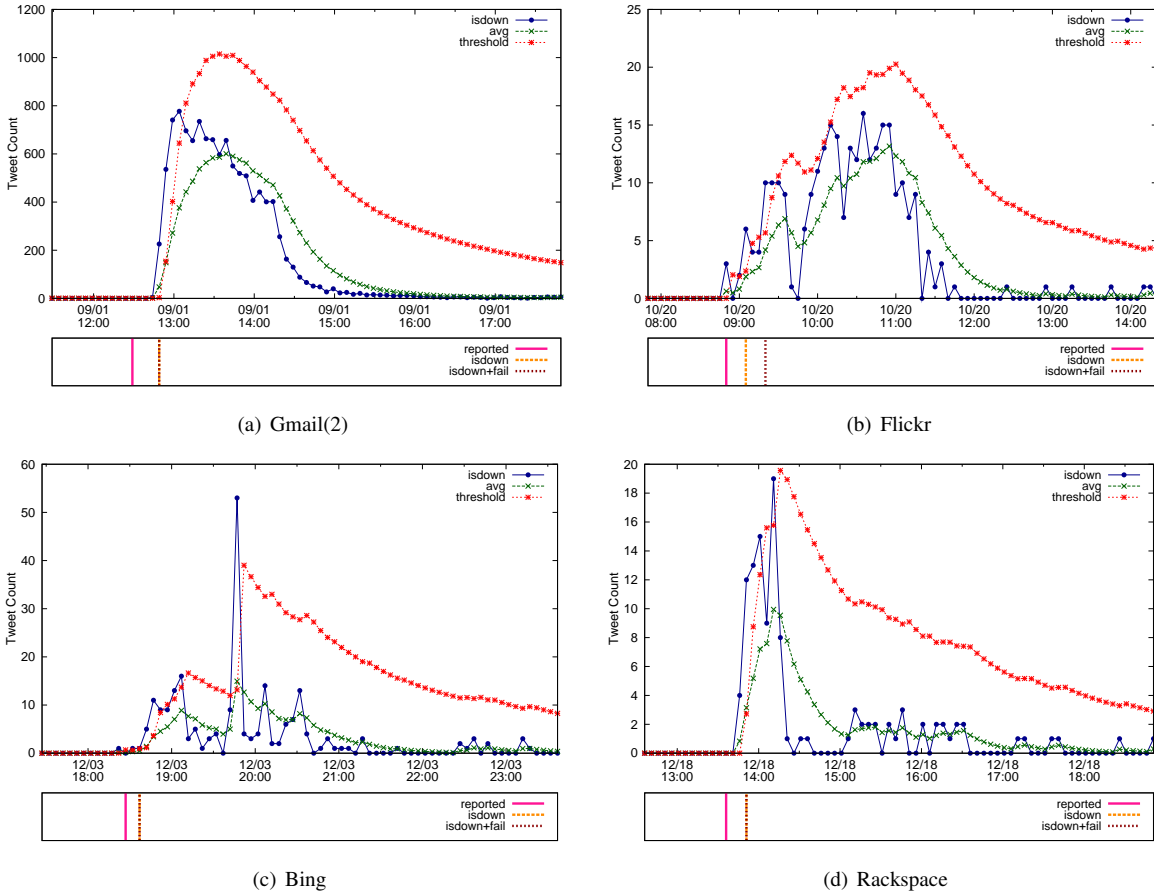 1200
1000
800
600
400
200
0
Tweet Count
09/01
12:00
09/01
13:00
09/01
14:00
09/01
15:00
09/01
16:00
09/01
17:00
isdown
avg
threshold
reported
isdown
isdown+fail
(a) Gmail(2)
25
20
15
10
5
0
Tweet Count
10/20
08:00
10/20
09:00
10/20
10:00
10/20
11:00
10/20
12:00
10/20
13:00
10/20
14:00
isdown
avg
threshold
reported
isdown
isdown+fail
(b) Flickr
60
50
40
30
20
10
0
Tweet Count
12/03
18:00
12/03
19:00
12/03
20:00
12/03
21:00
12/03
22:00
12/03
23:00
isdown
avg
threshold
reported
isdown
isdown+fail
(c) Bing
20
18
16
14
12
10
8
6
4
2
0
Tweet Count
12/18
13:00
12/18
14:00
12/18
15:00
12/18
16:00
12/18
17:00
12/18
18:00
isdown
avg
threshold
reported
isdown
isdown+fail
(d) Rackspace